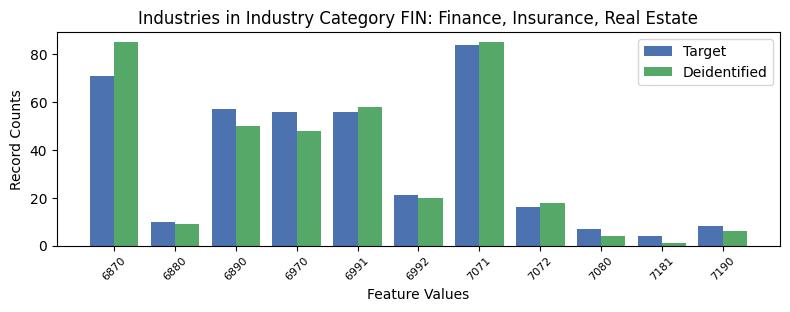 Industries in Industry Category FIN: Finance, Insurance, Real Estate
Target
Deidentified
Record Counts
80
60
40
20
0
6870 6880 6890 6970 6991 6992 7071 7072 7080 7181 7190
Feature Values